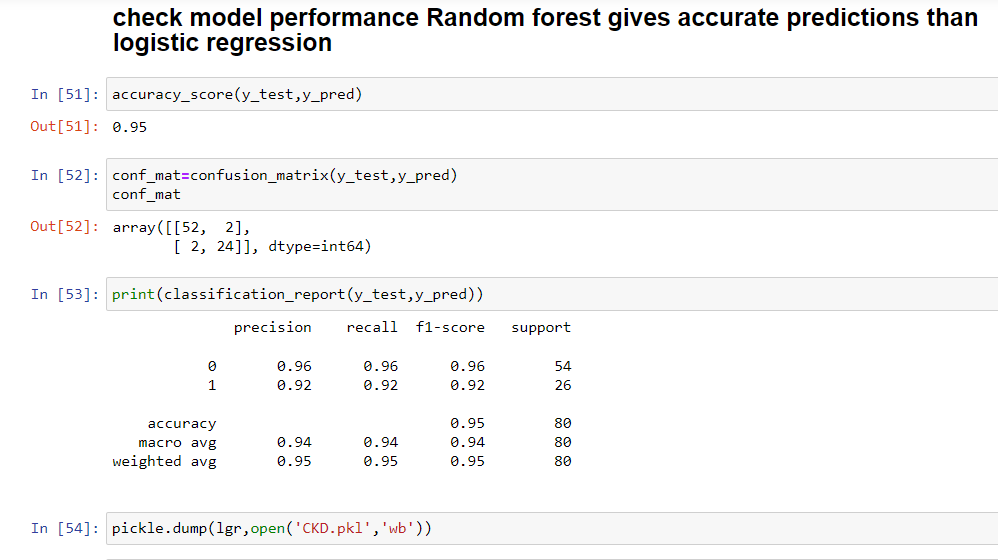 check model performance Random forest gives accurate predictions than
logistic regression
In [51]: accuracy_score(y_test,y_pred)
Out[51]: 0.95
In [52]: conf_mat=confusion_matrix(y_test,y_pred)
conf_mat
Out[52]: array([[52,  2],
       [ 2, 24]], dtype=int64)
In [53]: print(classification_report(y_test,y_pred))
precision recall f1-score support
0 0.96 0.96 0.96 54
1 0.92 0.92 0.92 26
accuracy 0.95 80
macro avg 0.94 0.94 0.94 80
weighted avg 0.95 0.95 0.95 80
In [54]: pickle.dump(lgr,open('CKD.pkl','wb'))